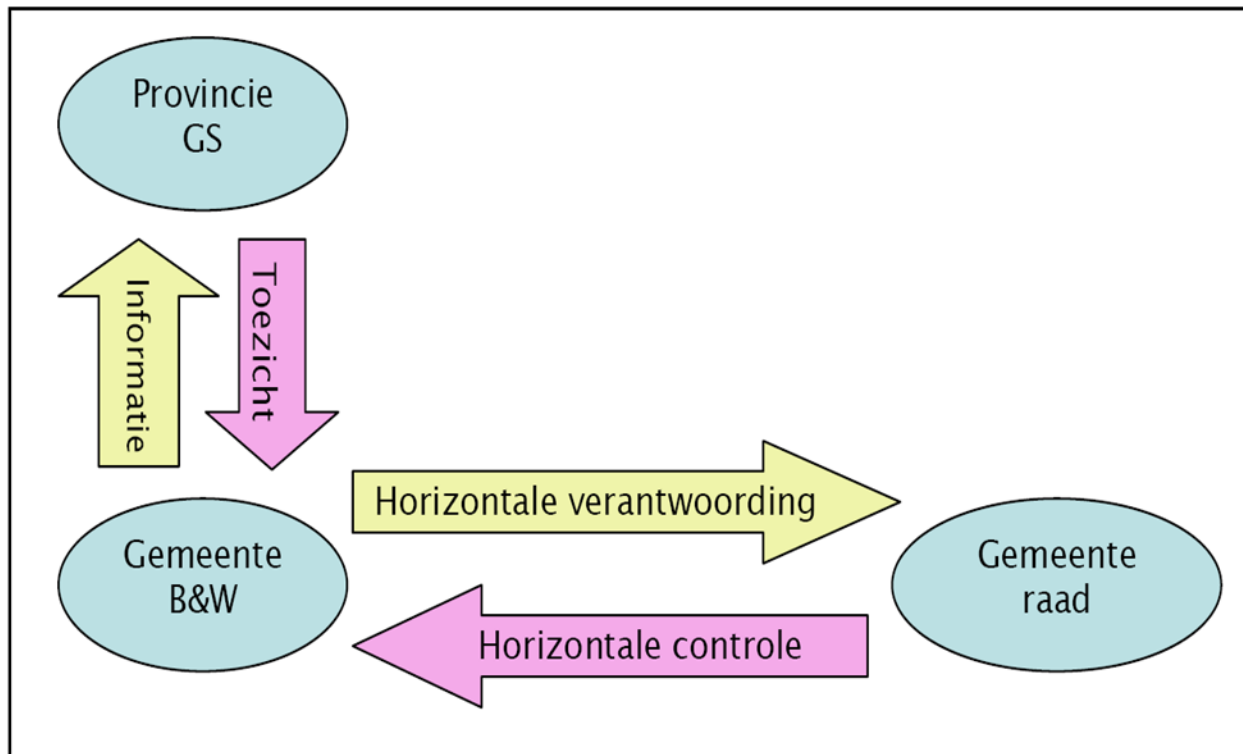 Provincie
GS
Informatie
Toezicht
Horizontale verantwoording
Gemeente
B&W
Gemeente
raad
Horizontale controle